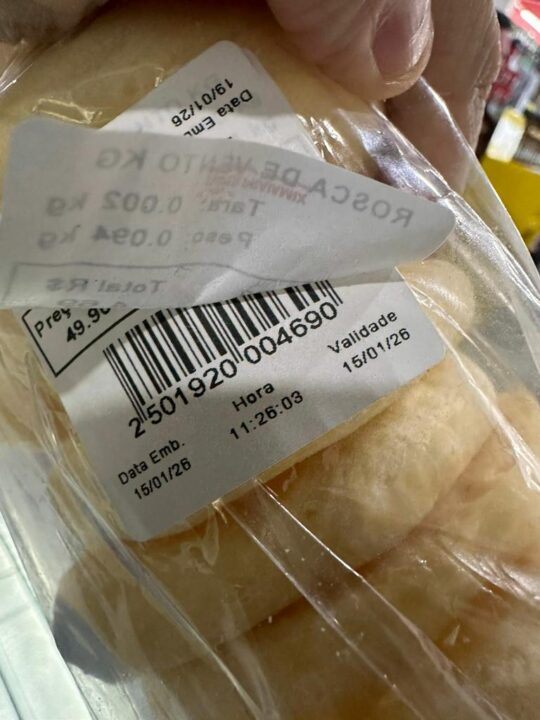 Data Emb.
19/01/26
ROSCA DE VENTO KG
Tara: 0.002 kg
Peso: 0.094 kg
Total R$
49.90
2 501920 004690
Data Emb.
15/01/26
Hora
11:26:03
Validade
15/01/26